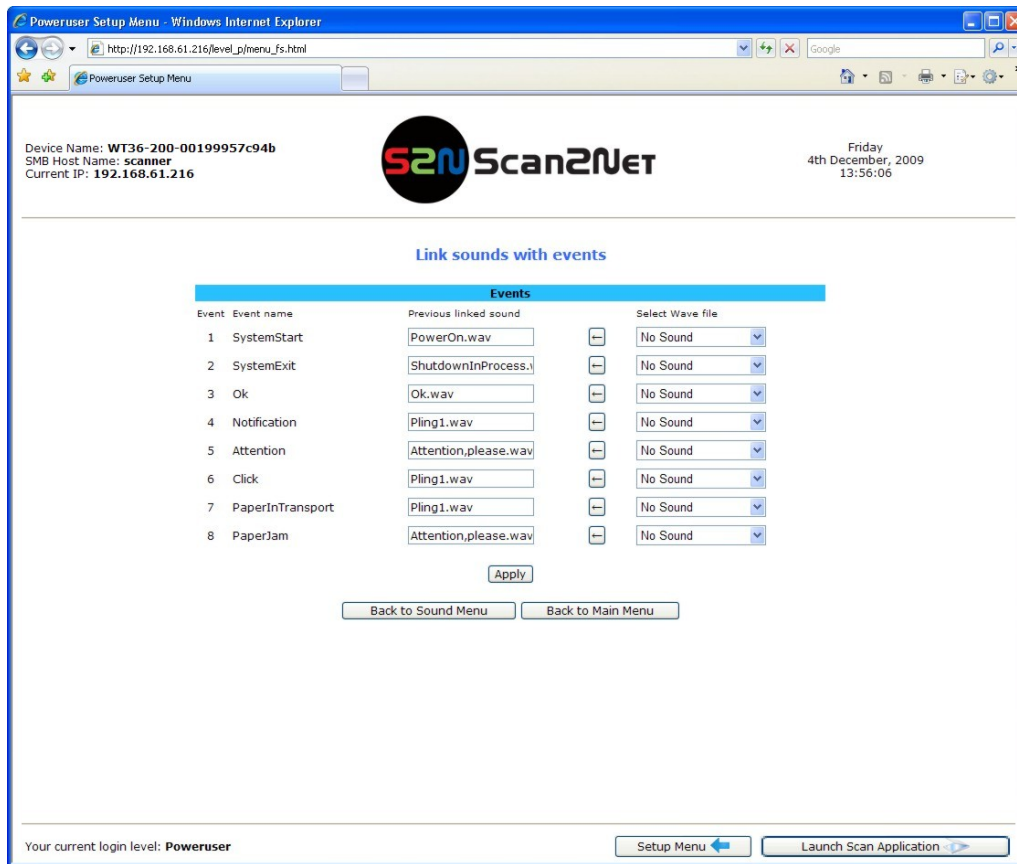 Poweruser Setup Menu - Windows Internet Explorer
http://192.168.61.216/level_p/menu_fs.html
Google
Poweruser Setup Menu
Device Name: WT36-200-00199957c94b
SMB Host Name: scanner
Current IP: 192.168.61.216
S2N Scan2Net
Friday
4th December, 2009
13:56:06
Link sounds with events
Events
Event Event name Previous linked sound Select Wave file
1 SystemStart PowerOn.wav ← No Sound
2 SystemExit ShutdownInProcess. ← No Sound
3 Ok Ok.wav ← No Sound
4 Notification Pling1.wav ← No Sound
5 Attention Attention,please.wav ← No Sound
6 Click Pling1.wav ← No Sound
7 PaperInTransport Pling1.wav ← No Sound
8 PaperJam Attention,please.wav ← No Sound
Apply
Back to Sound Menu Back to Main Menu
Your current login level: Poweruser
Setup Menu Launch Scan Application